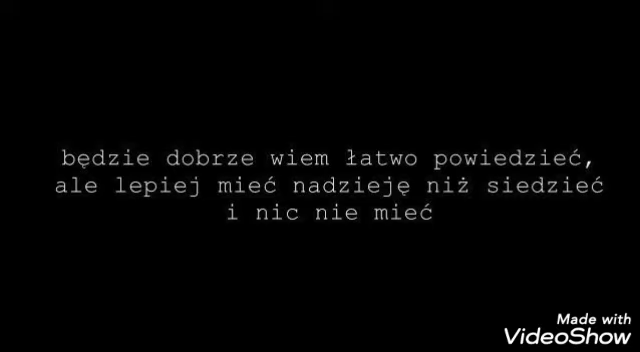 będzie dobrze wiem łatwo powiedzieć,
ale lepiej mieć nadzieję niż siedzieć
i nic nie mieć
Made with
VideoShow